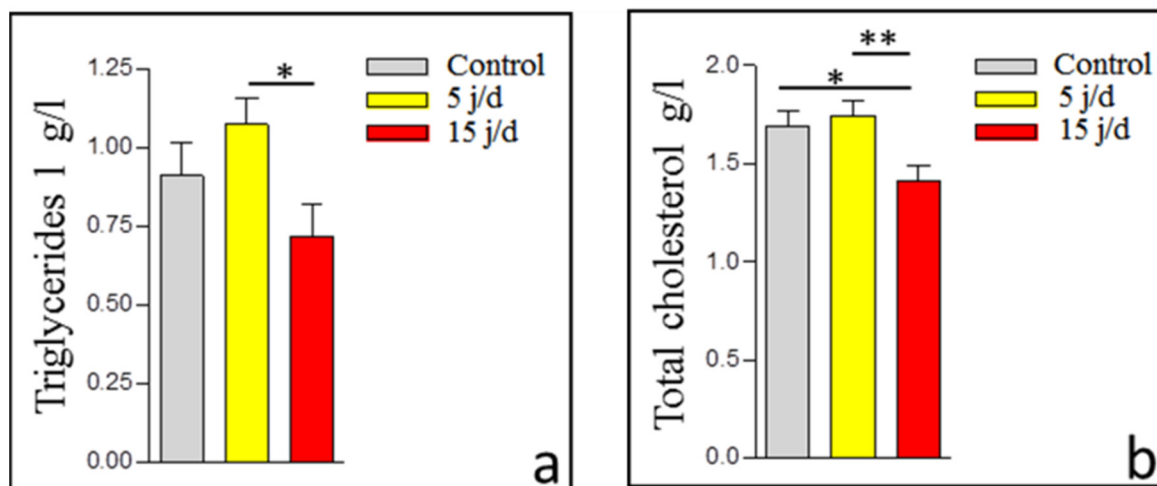 Triglycerides l g/l
1.25
1.00
0.75
0.50
0.25
0.00
*
Control
5 j/d
15 j/d
a
Total cholesterol g/l
2.0
1.5
1.0
0.5
0.0
**
*
Control
5 j/d
15 j/d
b